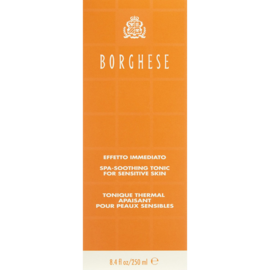 BORGHESE
EFFETTO IMMEDIATO
SPA-SOOTHING TONIC
FOR SENSITIVE SKIN
TONIQUE THERMAL
APAISANT
POUR PEAUX SENSIBLES
8.4 fl oz/250 ml ℮